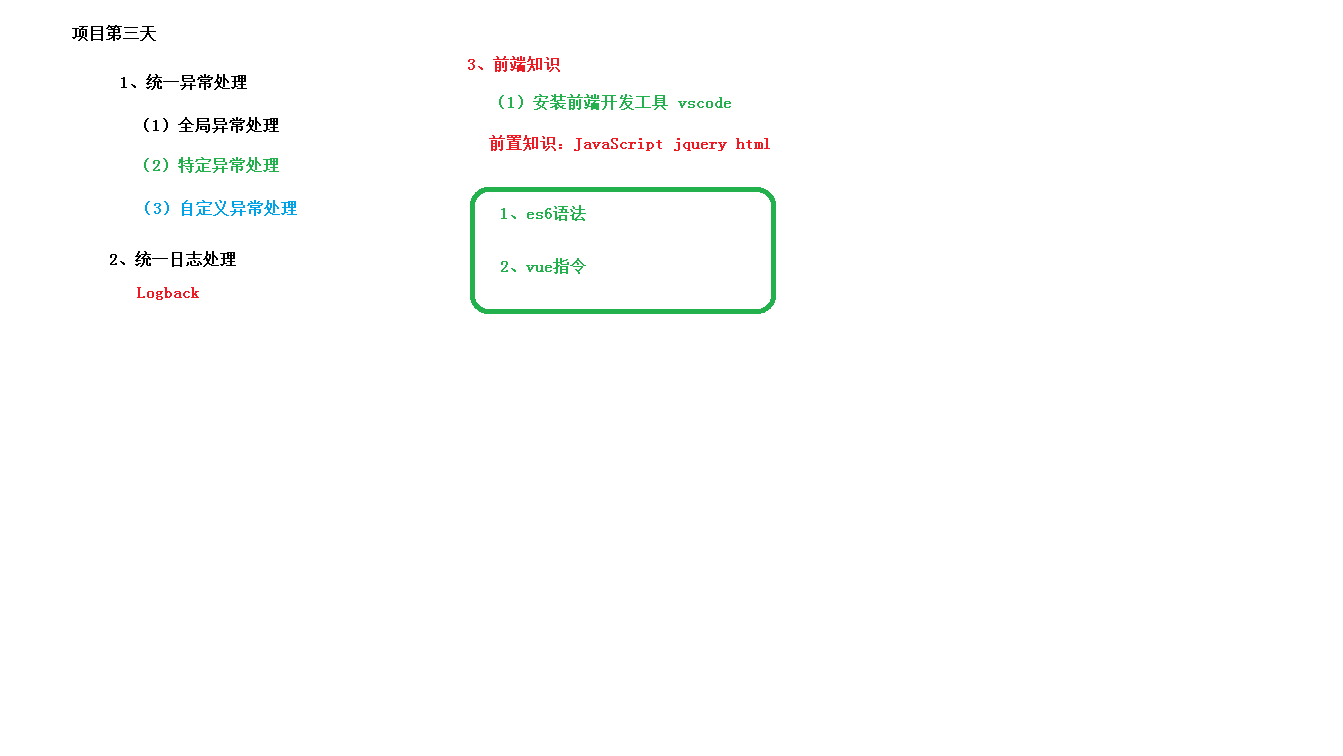 项目第三天
1、统一异常处理
（1）全局异常处理
（2）特定异常处理
（3）自定义异常处理
2、统一日志处理
Logback
3、前端知识
（1）安装前端开发工具 vscode
前置知识：JavaScript jquery html
1、es6语法
2、vue指令